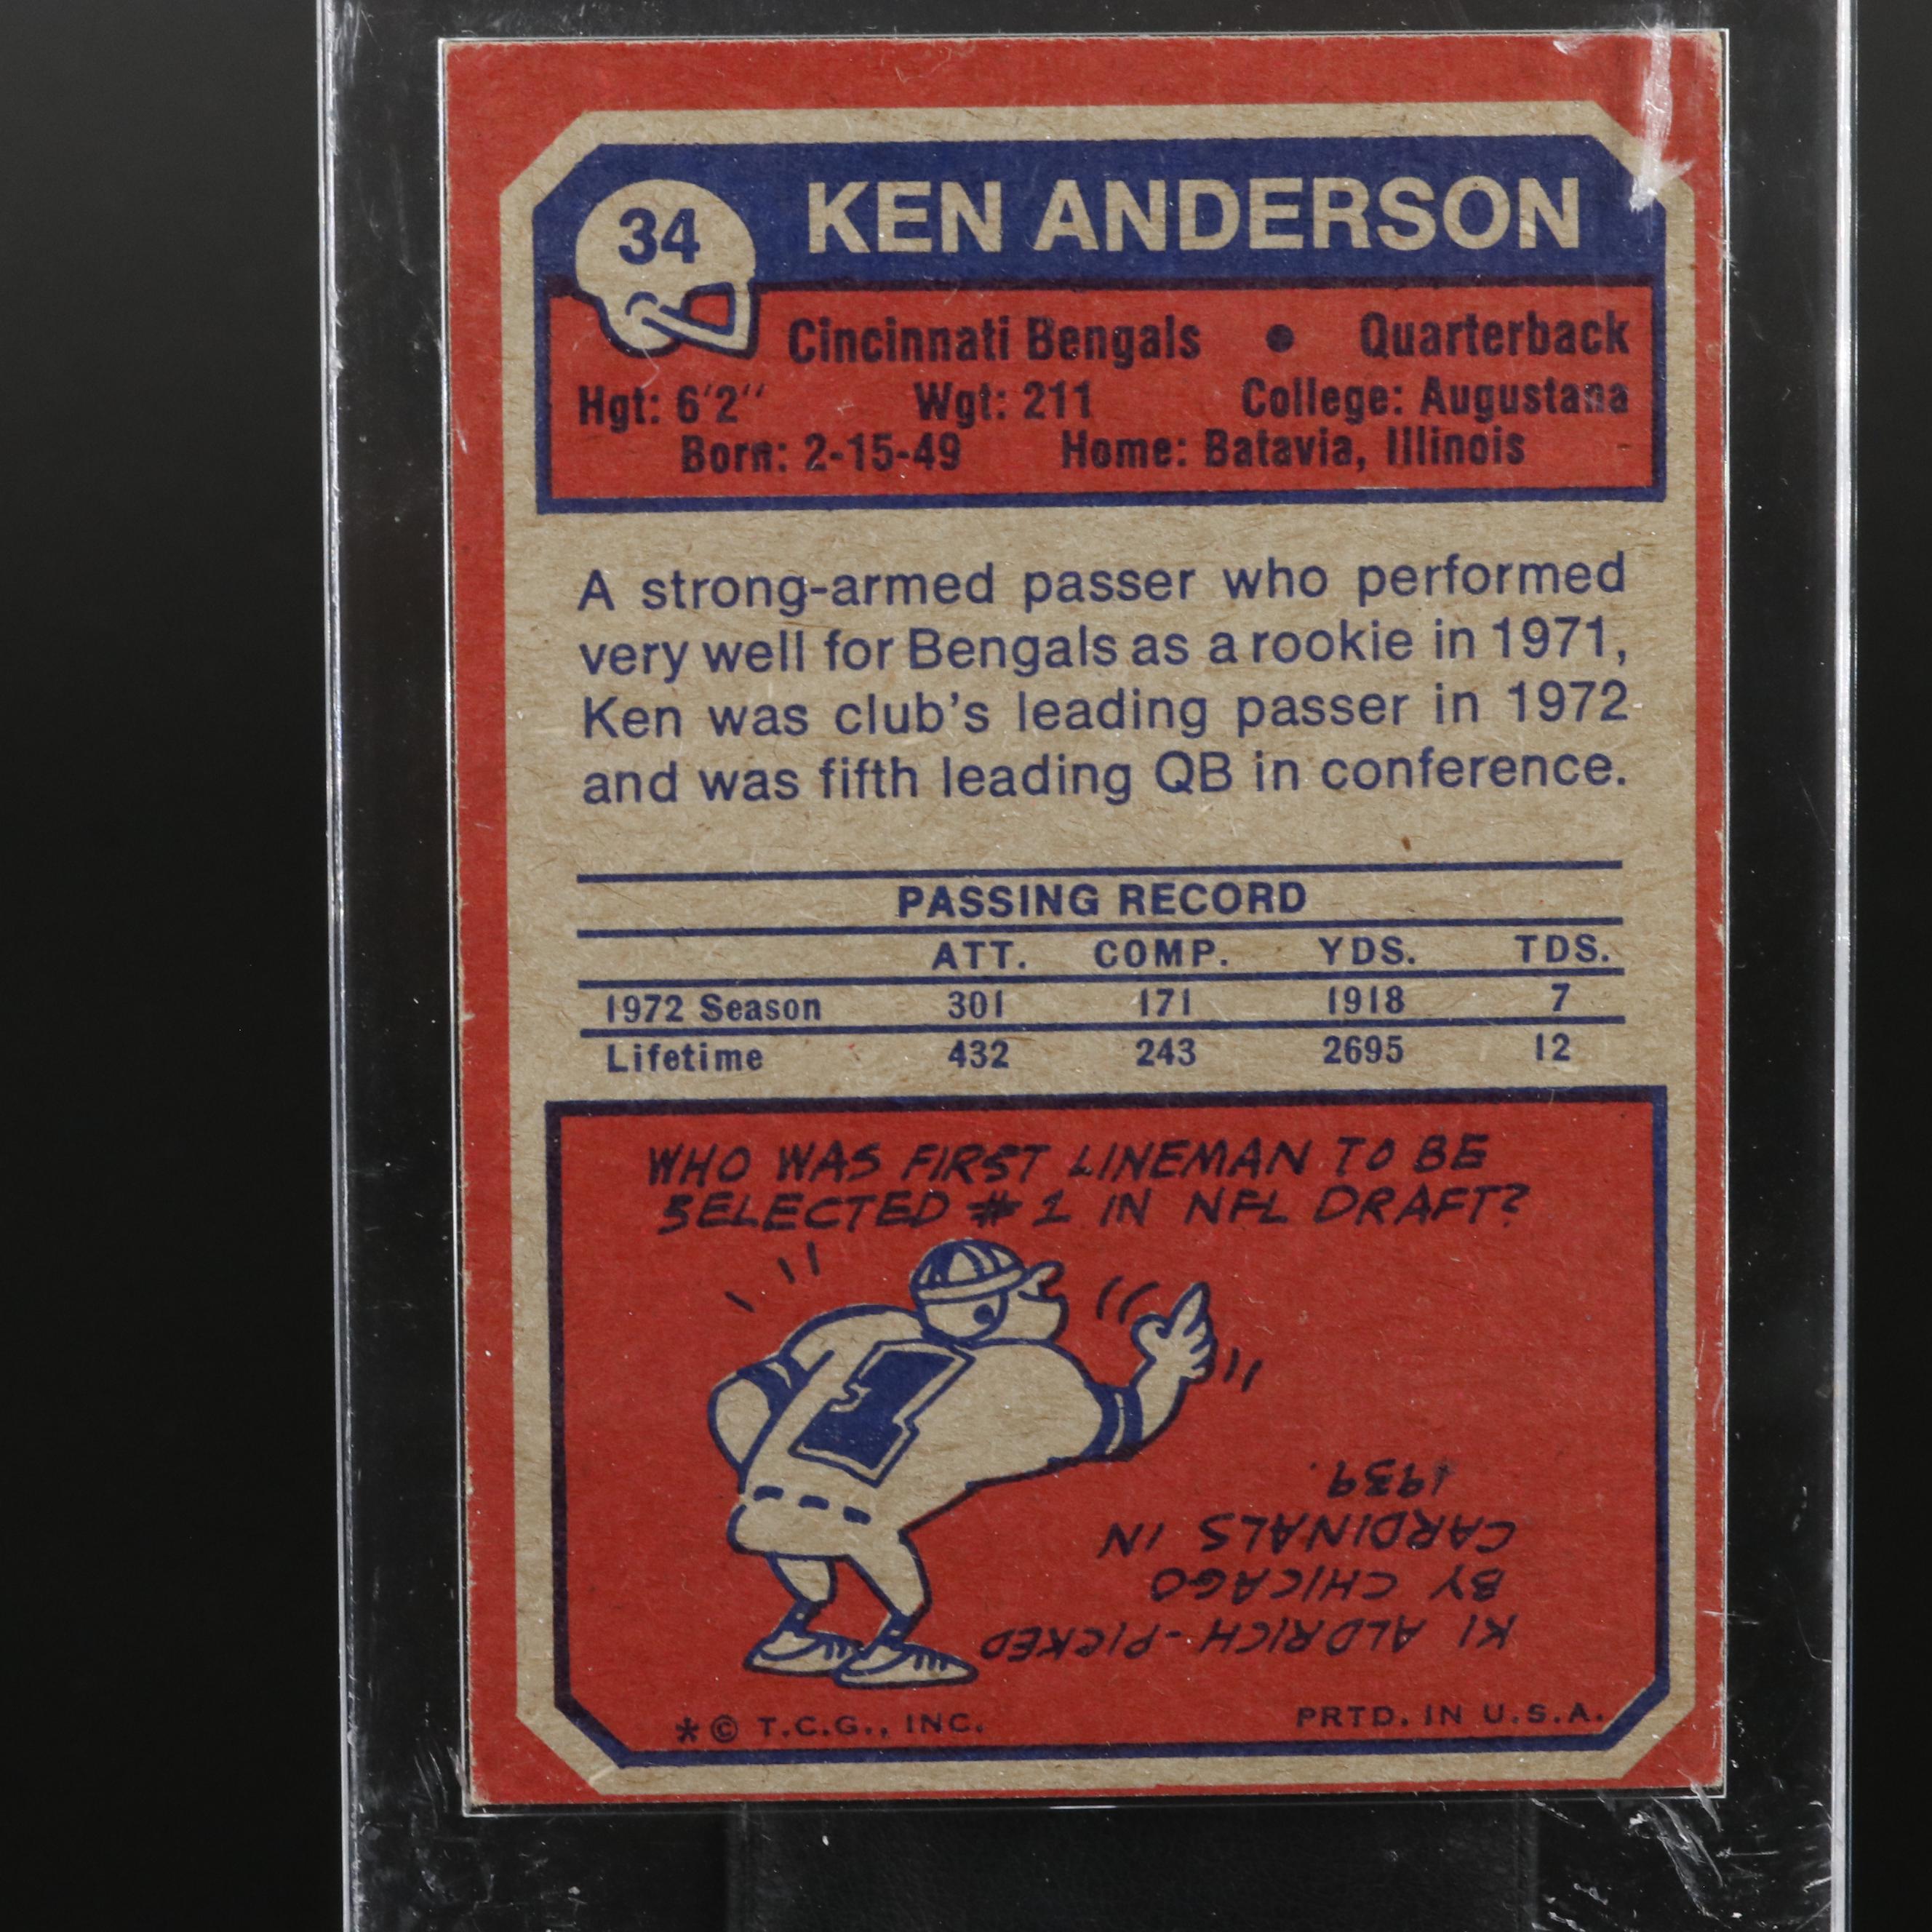 34 KEN ANDERSON
Cincinnati Bengals • Quarterback
Hgt: 6'2" Wgt: 211 College: Augustana
Born: 2-15-49 Home: Batavia, Illinois
A strong-armed passer who performed
very well for Bengals as a rookie in 1971,
Ken was club's leading passer in 1972
and was fifth leading QB in conference.
PASSING RECORD
ATT. COMP. YDS. TDS.
1972 Season 301 171 1918 7
Lifetime 432 243 2695 12
WHO WAS FIRST LINEMAN TO BE
SELECTED #1 IN NFL DRAFT?
1
KI ALDRICH-PICKED
BY CHICAGO
CARDINALS IN
1939.
*© T.C.G., INC. PRTD. IN U.S.A.